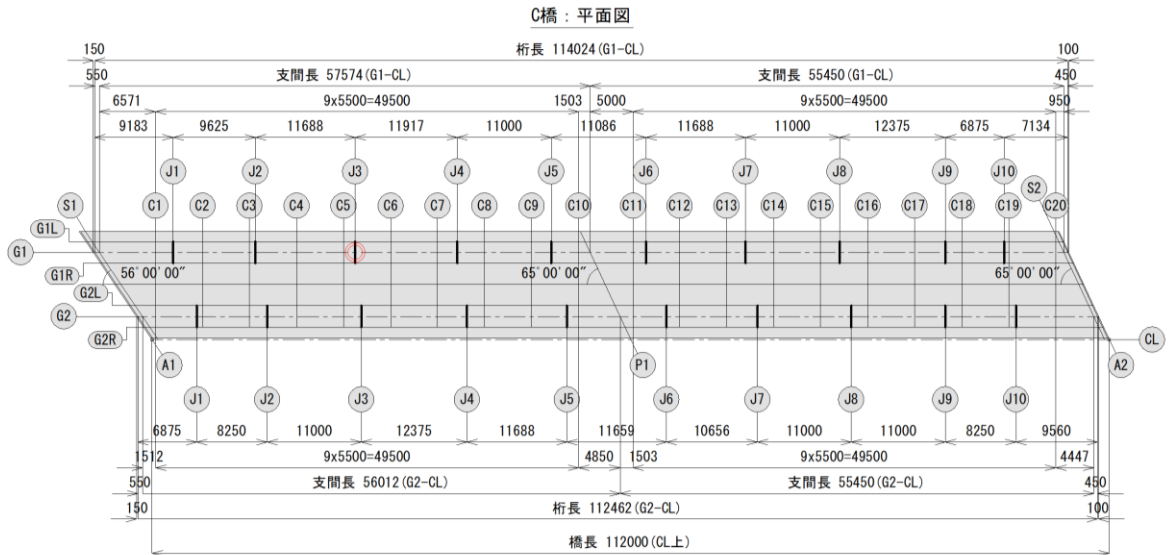 C橋：平面図
150 桁長 114024(G1-CL) 100
550 支間長 57574(G1-CL) 支間長 55450(G1-CL) 450
6571 9x5500=49500 1503 5000 9x5500=49500 950
9183 9625 11688 11917 11000 11086 11688 11000 12375 6875 7134
J1 J2 J3 J4 J5 J6 J7 J8 J9 J10
S1 C1 C2 C3 C4 C5 C6 C7 C8 C9 C10 C11 C12 C13 C14 C15 C16 C17 C18 C19 S2 C20
G1L
G1
G1R 56ﾟ00'00" 65ﾟ00'00" 65ﾟ00'00"
G2L
G2
G2R CL
A1 P1 A2
J1 J2 J3 J4 J5 J6 J7 J8 J9 J10
6875 8250 11000 12375 11688 11659 10656 11000 11000 8250 9560
1512 9x5500=49500 4850 1503 9x5500=49500 4447
550 支間長 56012(G2-CL) 支間長 55450(G2-CL) 450
150 桁長 112462(G2-CL) 100
橋長 112000(CL上)